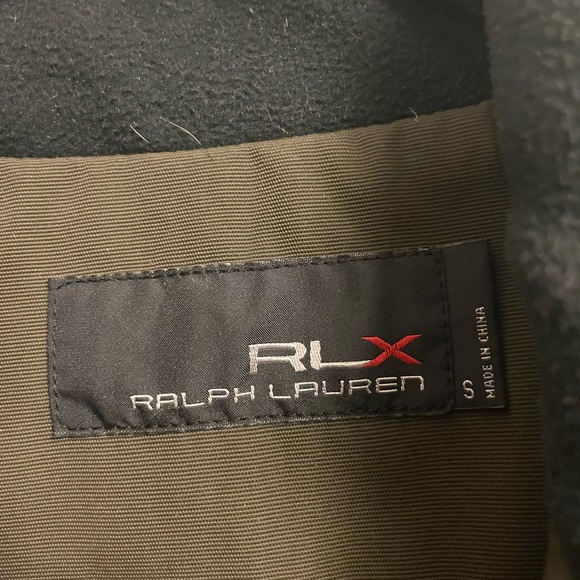 RLX
RALPH LAUREN
S
MADE IN CHINA